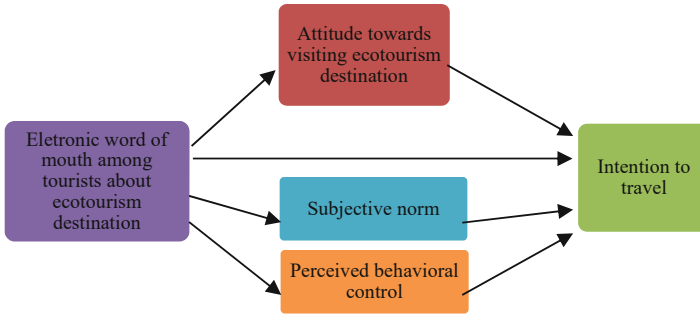 Attitude towards
visiting ecotourism
destination
Eletronic word of
mouth among
tourists about
ecotourism
destination
Intention to
travel
Subjective norm
Perceived behavioral
control